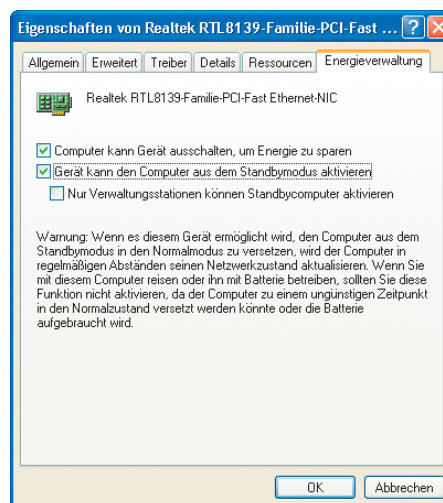 Eigenschaften von Realtek RTL8139-Familie-PCI-Fast ...
Allgemein Erweitert Treiber Details Ressourcen Energieverwaltung
Realtek RTL8139-Familie-PCI-Fast Ethernet-NIC
Computer kann Gerät ausschalten, um Energie zu sparen
Gerät kann den Computer aus dem Standbymodus aktivieren
Nur Verwaltungsstationen können Standbycomputer aktivieren
Warnung: Wenn es diesem Gerät ermöglicht wird, den Computer aus dem
Standbymodus in den Normalmodus zu versetzen, wird der Computer in
regelmäßigen Abständen seinen Netzwerkzustand aktualisieren. Wenn Sie
mit diesem Computer reisen oder ihn mit Batterie betreiben, sollten Sie diese
Funktion nicht aktivieren, da der Computer zu einem ungünstigen Zeitpunkt
in den Normalzustand versetzt werden könnte oder die Batterie
aufgebraucht wird.
OK Abbrechen